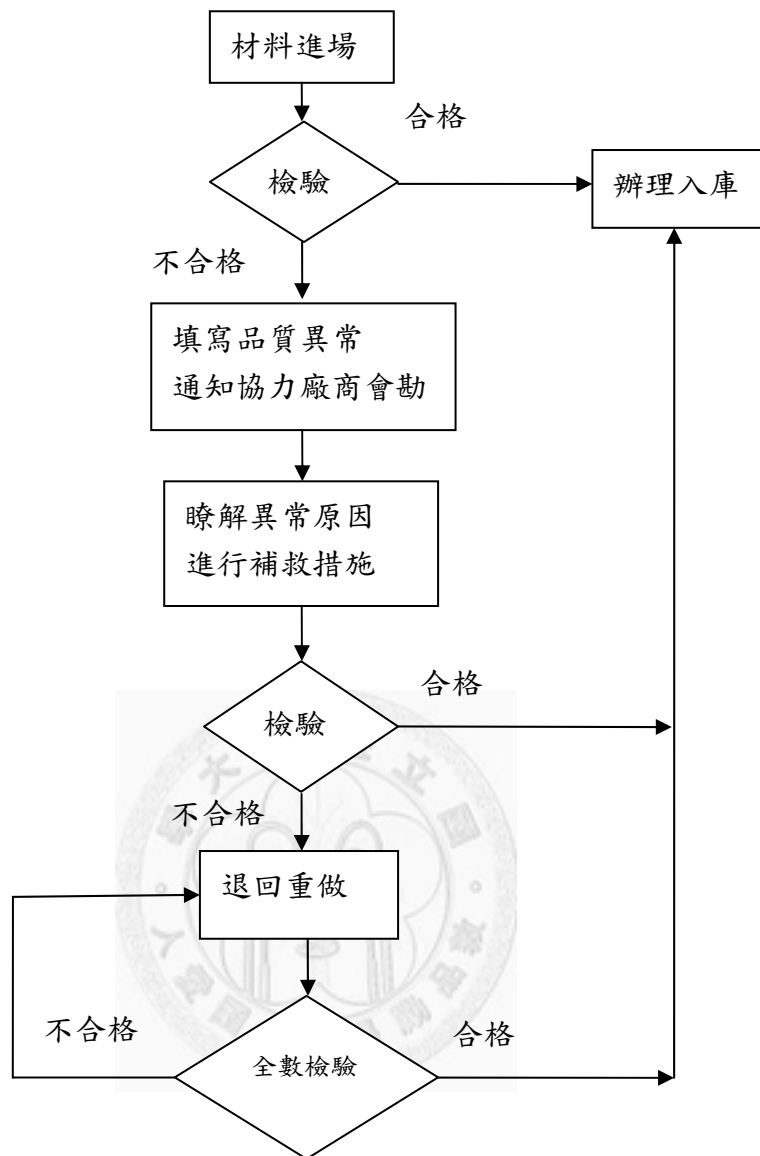 材料進場
合格
檢驗
辦理入庫
不合格
填寫品質異常
通知協力廠商會勘
瞭解異常原因
進行補救措施
合格
檢驗
不合格
退回重做
不合格
合格
全數檢驗